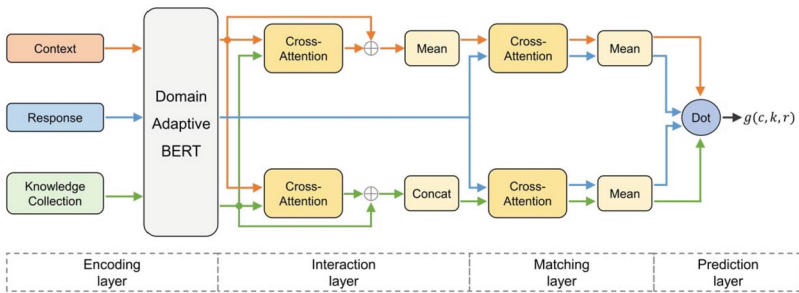 Context
Response
Knowledge
Collection
Domain
Adaptive
BERT
Cross-
Attention
Mean
Cross-
Attention
Mean
Cross-
Attention
Concat
Cross-
Attention
Mean
Dot
g(c,k,r)
Encoding
layer
Interaction
layer
Matching
layer
Prediction
layer